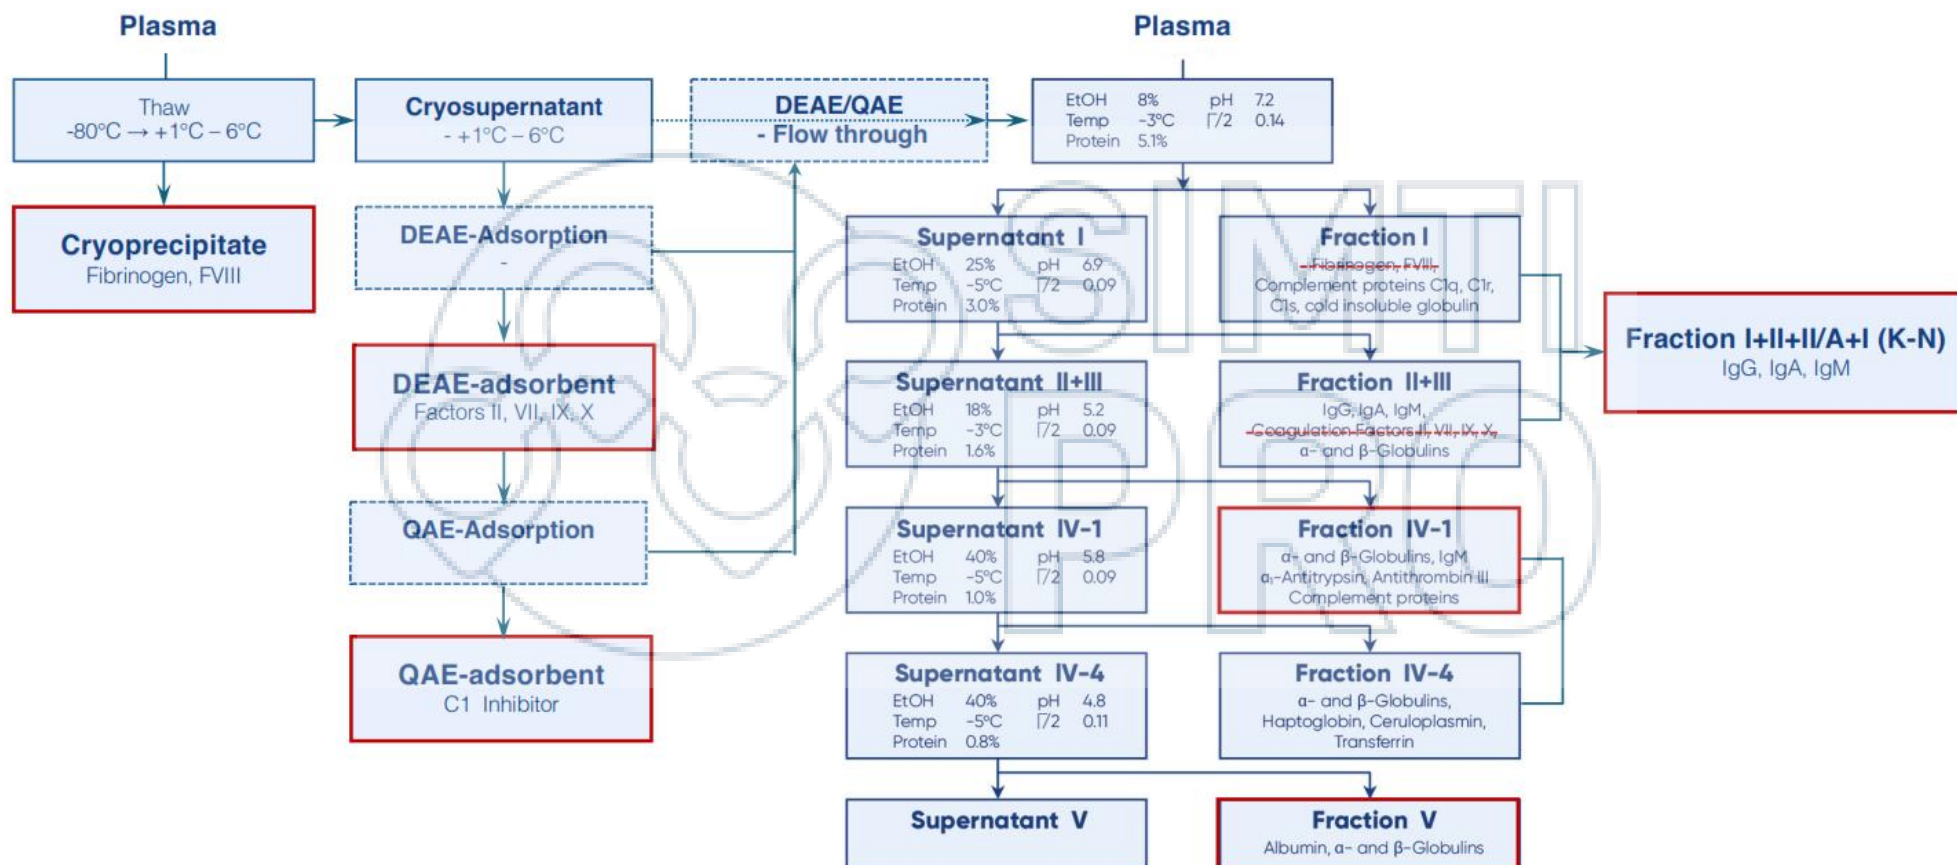 Plasma
Thaw
-80°C → +1°C – 6°C
Cryoprecipitate
Fibrinogen, FVIII
Cryosupernatant
- +1°C – 6°C
DEAE-Adsorption
-
DEAE-adsorbent
Factors II, VII, IX, X
QAE-Adsorption
QAE-adsorbent
C1 Inhibitor
DEAE/QAE
- Flow through
Plasma
EtOH 8% pH 7.2
Temp -3°C Γ/2 0.14
Protein 5.1%
Supernatant I
EtOH 25% pH 6.9
Temp -5°C Γ/2 0.09
Protein 3.0%
Fraction I
Fibrinogen, FVIII,
Complement proteins C1q, C1r,
C1s, cold insoluble globulin
Supernatant II+III
EtOH 18% pH 5.2
Temp -3°C Γ/2 0.09
Protein 1.6%
Fraction II+III
IgG, IgA, IgM,
Coagulation Factors II, VII, IX, X,
α- and β-Globulins
Fraction I+II+II/A+I (K-N)
IgG, IgA, IgM
Supernatant IV-1
EtOH 40% pH 5.8
Temp -5°C Γ/2 0.09
Protein 1.0%
Fraction IV-1
α- and β-Globulins, IgM
α₁-Antitrypsin, Antithrombin III
Complement proteins
Supernatant IV-4
EtOH 40% pH 4.8
Temp -5°C Γ/2 0.11
Protein 0.8%
Fraction IV-4
α- and β-Globulins,
Haptoglobin, Ceruloplasmin,
Transferrin
Supernatant V
Fraction V
Albumin, α- and β-Globulins
SIMTI
PRO